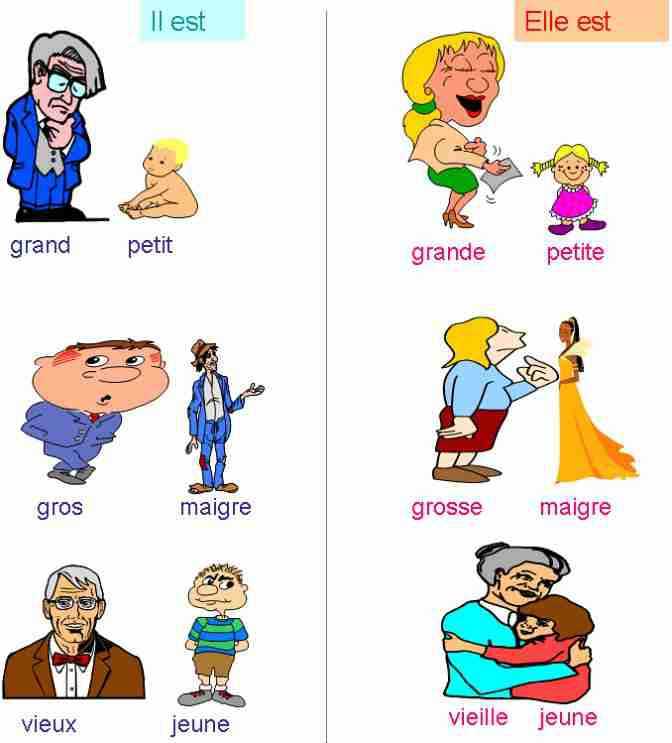 Il est
grand petit
gros maigre
vieux jeune
Elle est
grande petite
grosse maigre
vieille jeune